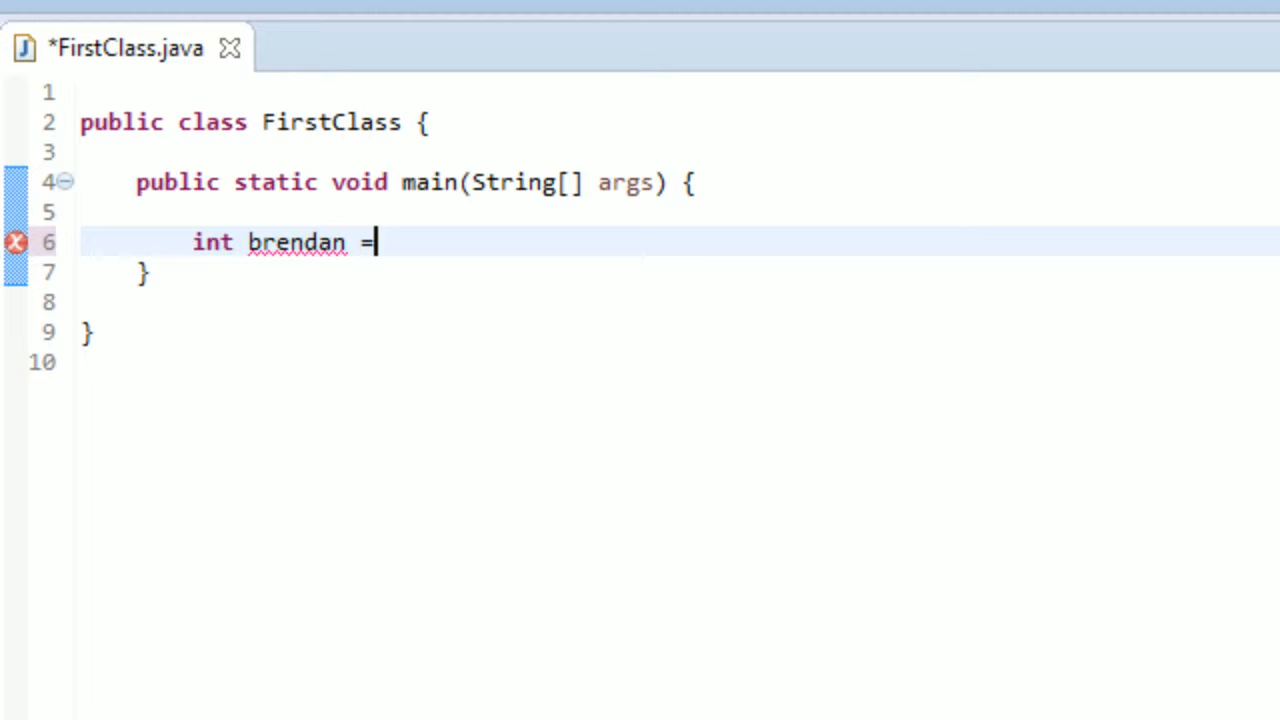 *FirstClass.java
1
2 public class FirstClass {
3
4 public static void main(String[] args) {
5
6 int brendan =
7 }
8
9 }
10